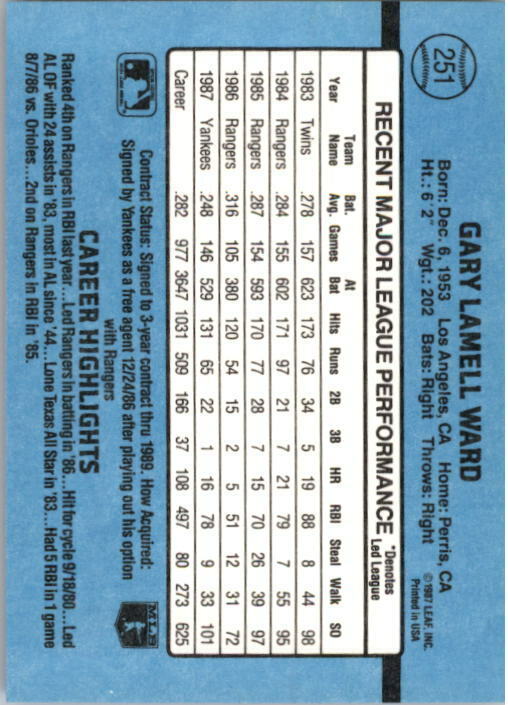 251
GARY LAMELL WARD
Born: Dec. 6, 1953 Los Angeles, CA Home: Perris, CA
Ht.: 6' 2" Wgt.: 202 Bats: Right Throws: Right
© 1987 LEAF, INC.
Printed in USA
RECENT MAJOR LEAGUE PERFORMANCE *Denotes Led League
Year Team Name Bat. Avg. Games At Bat Hits Runs 2B 3B HR RBI Steal Walk SO
1983 Twins .278 157 623 173 76 34 5 19 88 8 44 98
1984 Rangers .284 155 602 171 97 21 7 21 79 7 55 95
1985 Rangers .287 154 593 170 77 28 7 15 70 26 39 97
1986 Rangers .316 105 380 120 54 15 2 5 51 12 31 72
1987 Yankees .248 146 529 131 65 22 1 16 78 9 33 101
Career .282 977 3647 1031 509 166 37 108 497 80 273 625
Contract Status: Signed to 3-year contract thru 1989. How Acquired:
Signed by Yankees as a free agent 12/24/86 after playing out his option
with Rangers
MLB
CAREER HIGHLIGHTS
Ranked 4th on Rangers in RBI last year...Led Rangers in batting in '86...Hit for cycle 9/18/80...Led
AL OF with 24 assists in '83, most in AL since '44...Lone Texas All Star in '83...Had 5 RBI in 1 game
8/7/86 vs. Orioles...2nd on Rangers in RBI in '85.